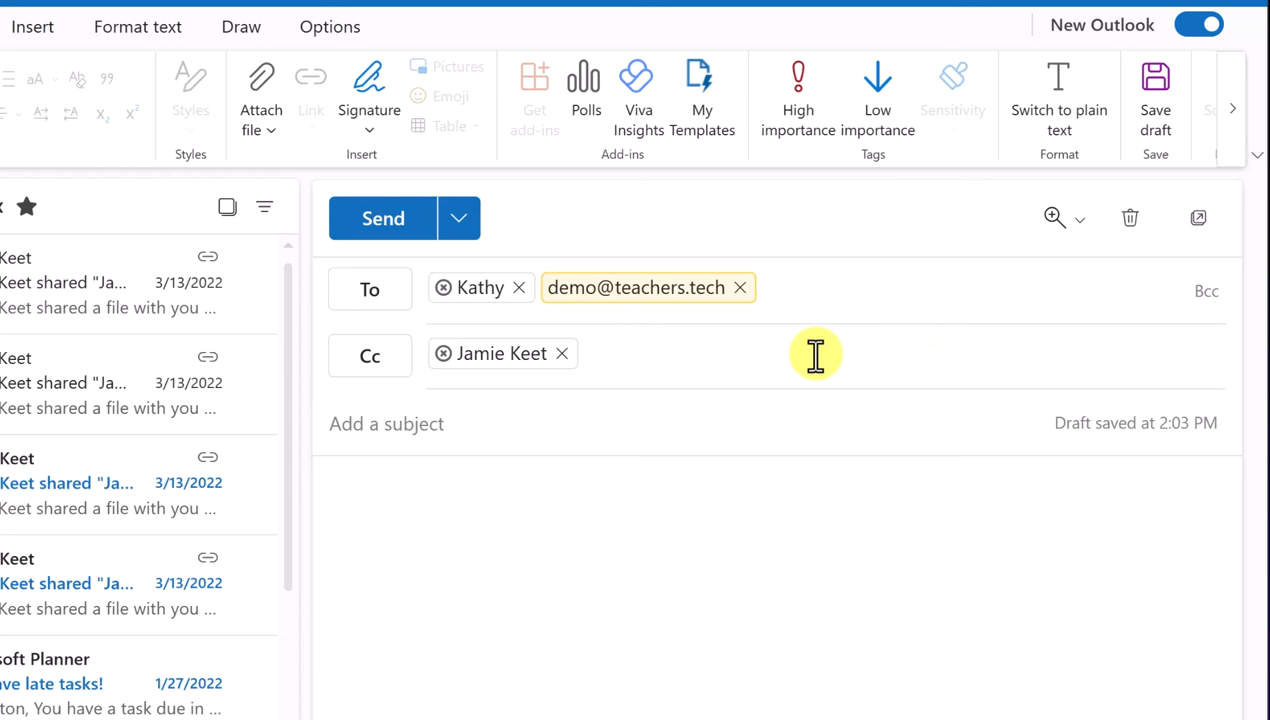 Insert Format text Draw Options New Outlook
aA 99
Styles Attach file Link Signature Pictures Emoji Table Get add-ins Polls Viva Insights My Templates High importance Low importance Sensitivity Switch to plain text Save draft
Styles Insert Add-ins Tags Format Save
Send
To Kathy demo@teachers.tech Bcc
Cc Jamie Keet
Add a subject Draft saved at 2:03 PM
Keet
Keet shared "Ja... 3/13/2022
Keet shared a file with you ...
Keet
Keet shared "Ja... 3/13/2022
Keet shared a file with you ...
Keet
Keet shared "Ja... 3/13/2022
Keet shared a file with you ...
Keet
Keet shared "Ja... 3/13/2022
Keet shared a file with you ...
soft Planner
ave late tasks! 1/27/2022
ton, You have a task due in ...